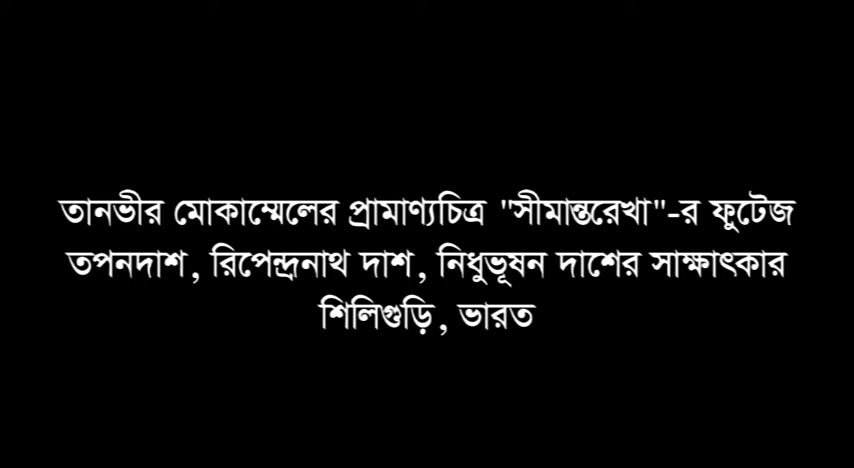 তানভীর মোকাম্মেলের প্রামাণ্যচিত্র "সীমান্তরেখা"-র ফুটেজ
তপনদাশ, রিপেন্দ্রনাথ দাশ, নিধুভূষন দাশের সাক্ষাৎকার
শিলিগুড়ি, ভারত